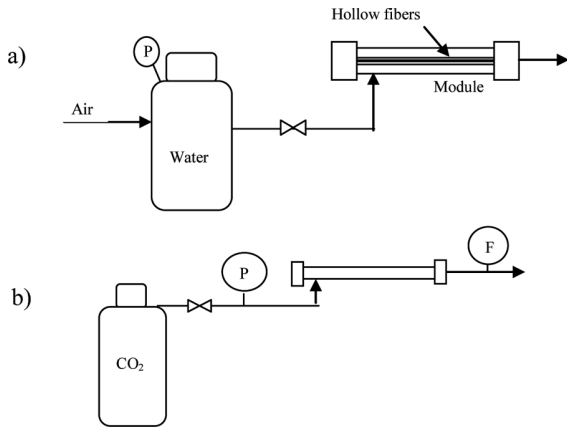 Hollow fibers
a)
P
Module
Air
Water
F
P
b)
CO₂